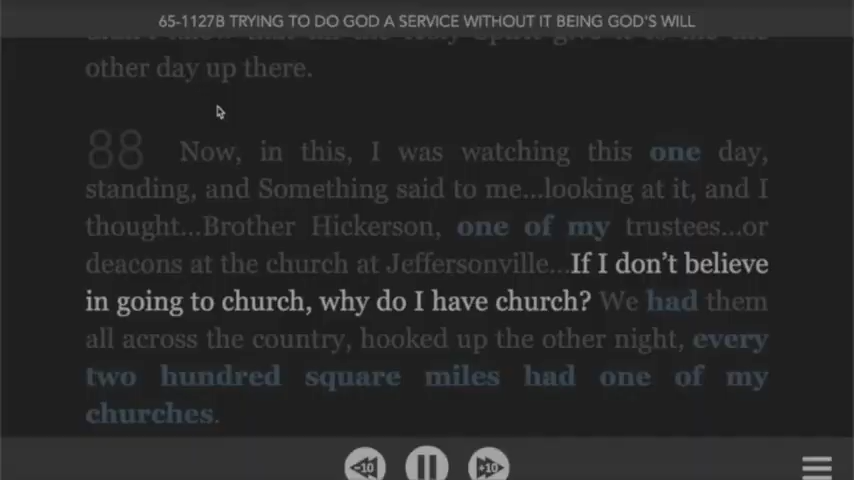 65-1127B TRYING TO DO GOD A SERVICE WITHOUT IT BEING GOD'S WILL
other day up there.
88 Now, in this, I was watching this one day,
standing, and Something said to me...looking at it, and I
thought...Brother Hickerson, one of my trustees...or
deacons at the church at Jeffersonville...If I don't believe
in going to church, why do I have church? We had them
all across the country, hooked up the other night, every
two hundred square miles had one of my
churches.
-10
+10